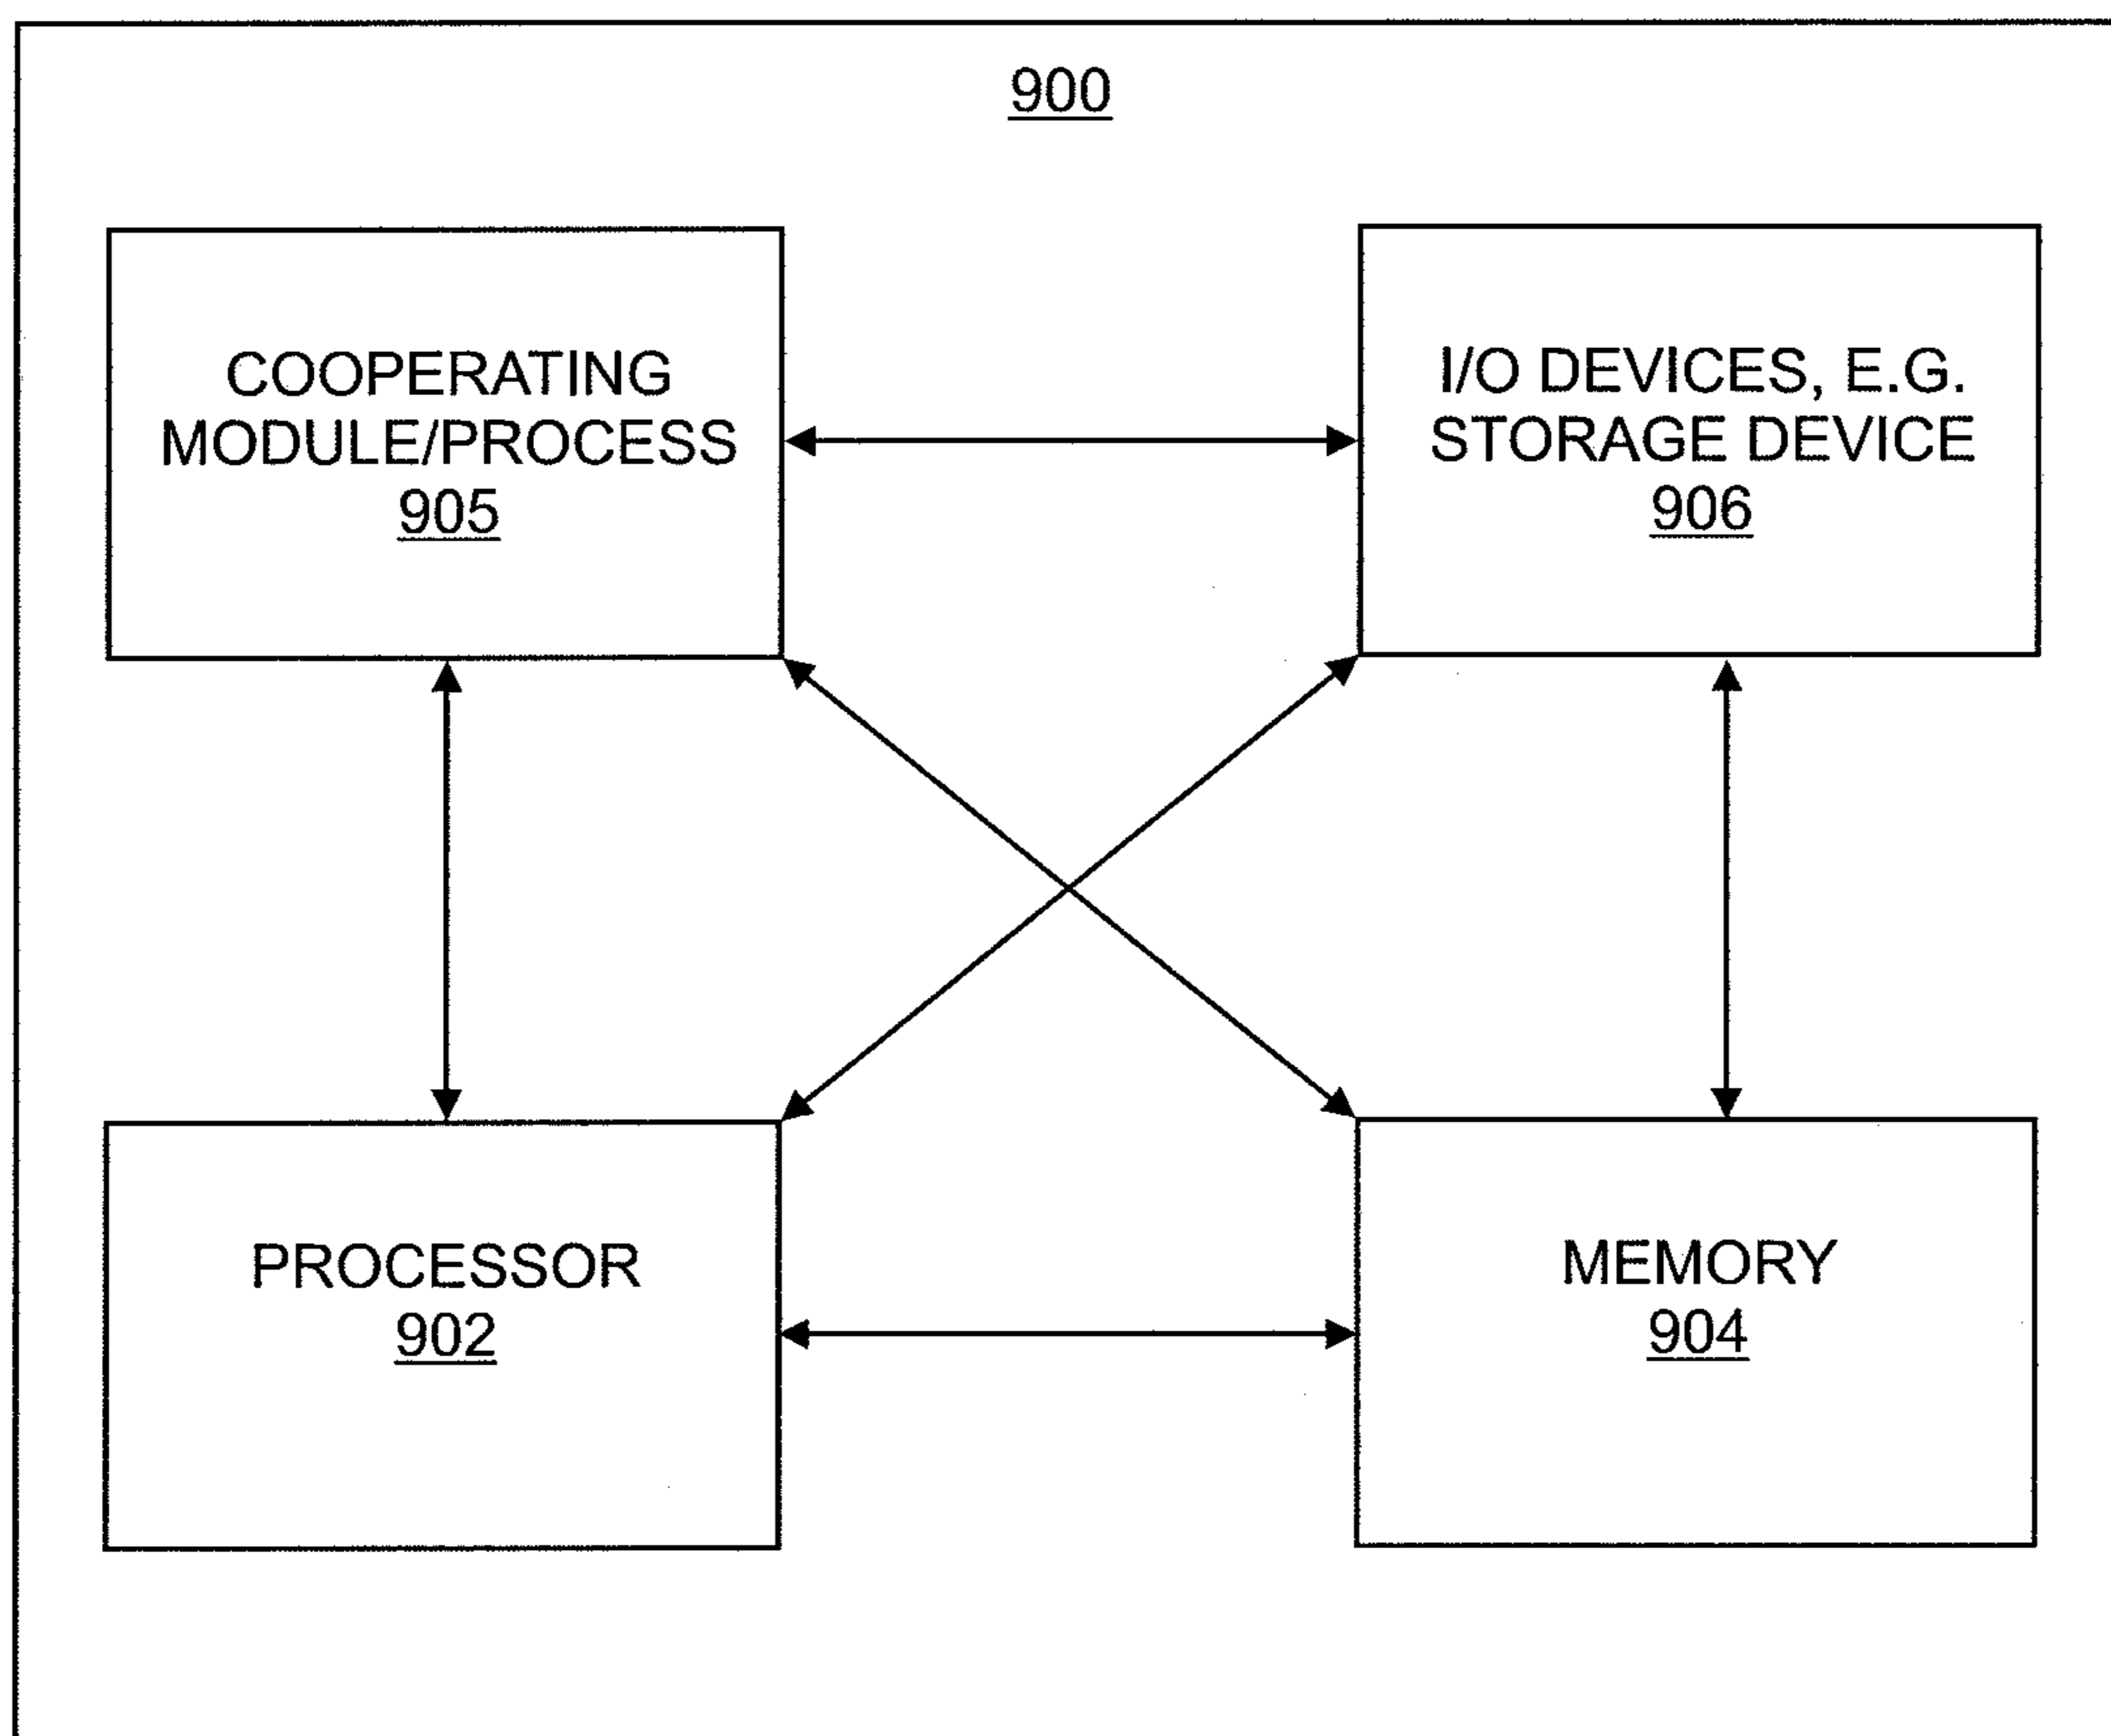 900
COOPERATING
MODULE/PROCESS
905
I/O DEVICES, E.G.
STORAGE DEVICE
906
PROCESSOR
902
MEMORY
904